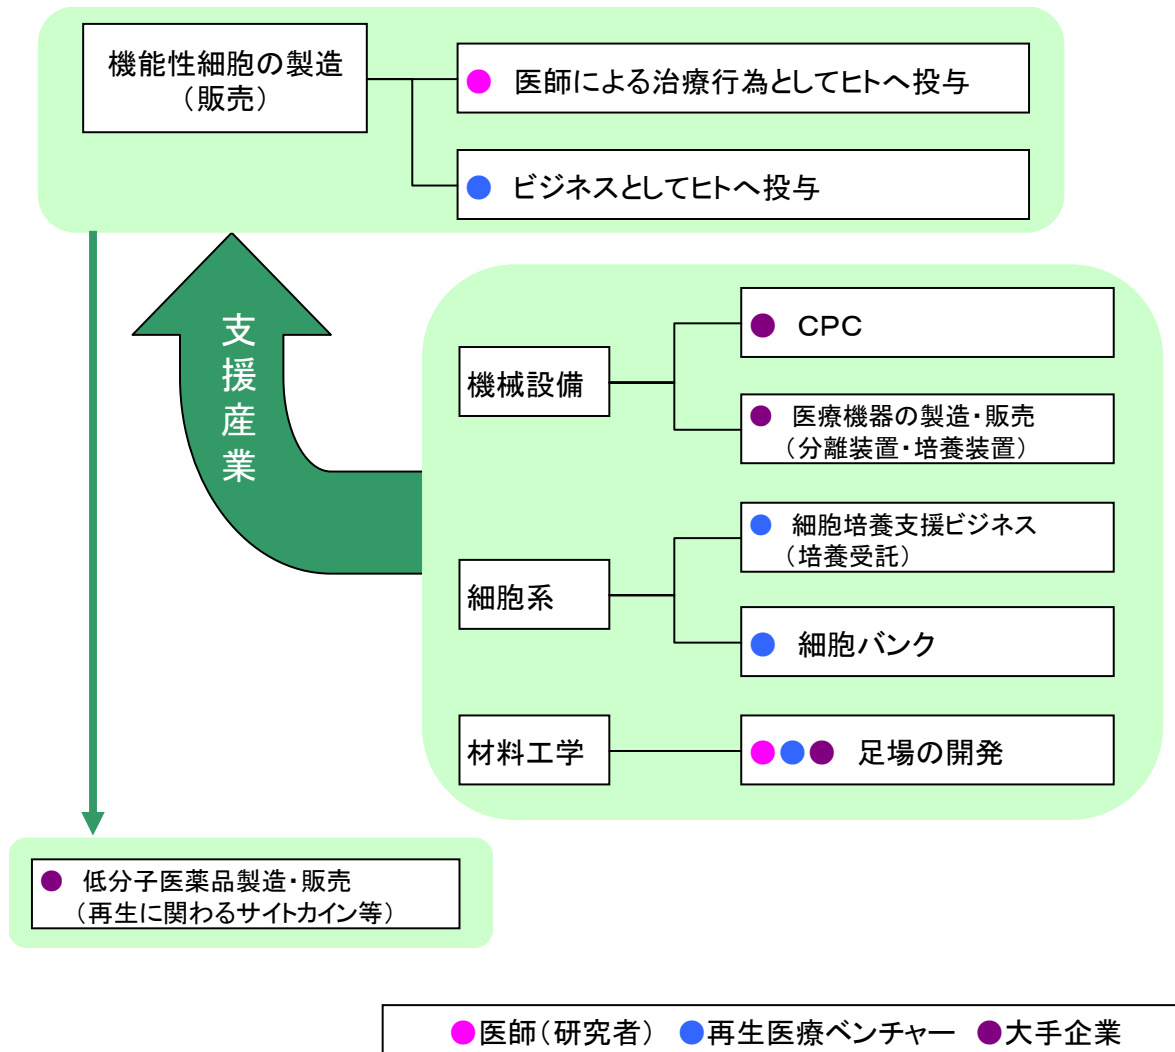 機能性細胞の製造
(販売)
医師による治療行為としてヒトへ投与
ビジネスとしてヒトへ投与
支援産業
機械設備
CPC
医療機器の製造・販売
(分離装置・培養装置)
細胞系
細胞培養支援ビジネス
(培養受託)
細胞バンク
材料工学
足場の開発
低分子医薬品製造・販売
(再生に関わるサイトカイン等)
医師(研究者) 再生医療ベンチャー 大手企業